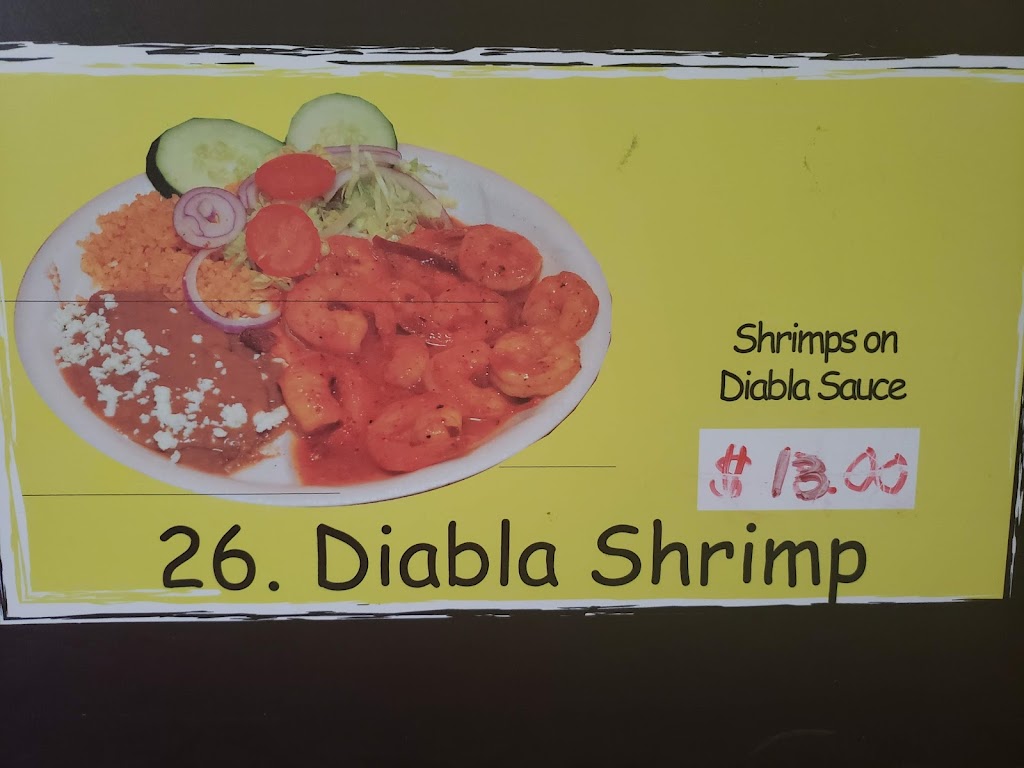 Shrimps on
Diabla Sauce
$ 13.00
26. Diabla Shrimp